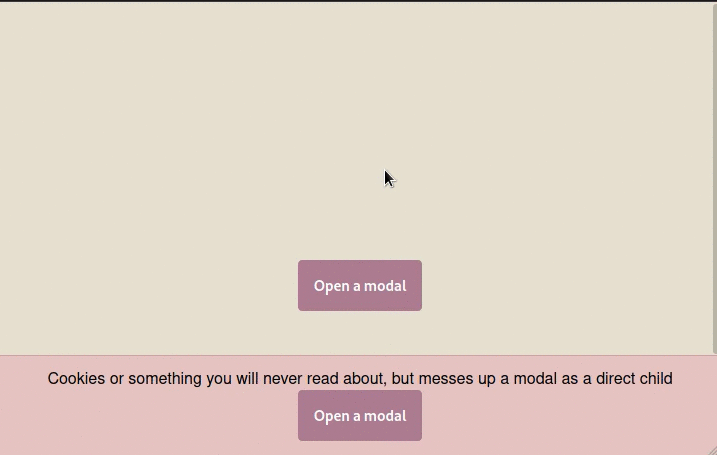 Open a modal
Cookies or something you will never read about, but messes up a modal as a direct child
Open a modal